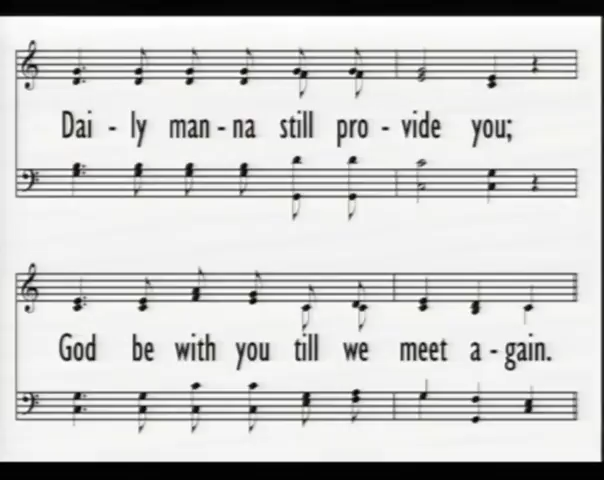 Dai - ly man - na still pro - vide you;
God be with you till we meet a - gain.